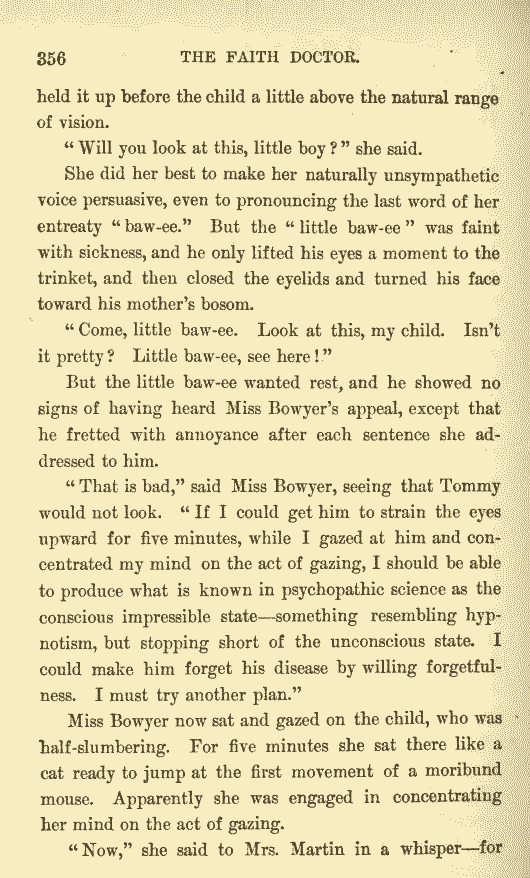 356 THE FAITH DOCTOR.
held it up before the child a little above the natural range
of vision.
“Will you look at this, little boy?” she said.
She did her best to make her naturally unsympathetic
voice persuasive, even to pronouncing the last word of her
entreaty “baw-ee.” But the “little baw-ee” was faint
with sickness, and he only lifted his eyes a moment to the
trinket, and then closed the eyelids and turned his face
toward his mother’s bosom.
“Come, little baw-ee. Look at this, my child. Isn’t
it pretty? Little baw-ee, see here!”
But the little baw-ee wanted rest, and he showed no
signs of having heard Miss Bowyer’s appeal, except that
he fretted with annoyance after each sentence she ad-
dressed to him.
“That is bad,” said Miss Bowyer, seeing that Tommy
would not look. “If I could get him to strain the eyes
upward for five minutes, while I gazed at him and con-
centrated my mind on the act of gazing, I should be able
to produce what is known in psychopathic science as the
conscious impressible state—something resembling hyp-
notism, but stopping short of the unconscious state. I
could make him forget his disease by willing forgetful-
ness. I must try another plan.”
Miss Bowyer now sat and gazed on the child, who was
half-slumbering. For five minutes she sat there like a
cat ready to jump at the first movement of a moribund
mouse. Apparently she was engaged in concentrating
her mind on the act of gazing.
“Now,” she said to Mrs. Martin in a whisper—for